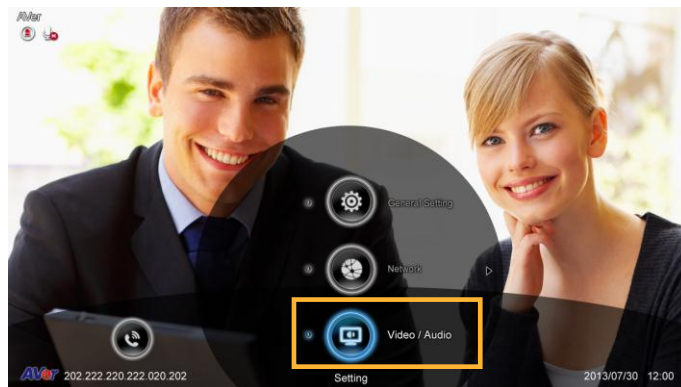 AVer
General Setting
Network
Video / Audio
AVer 202.222.220.222.020.202
Setting
2013/07/30 12:00